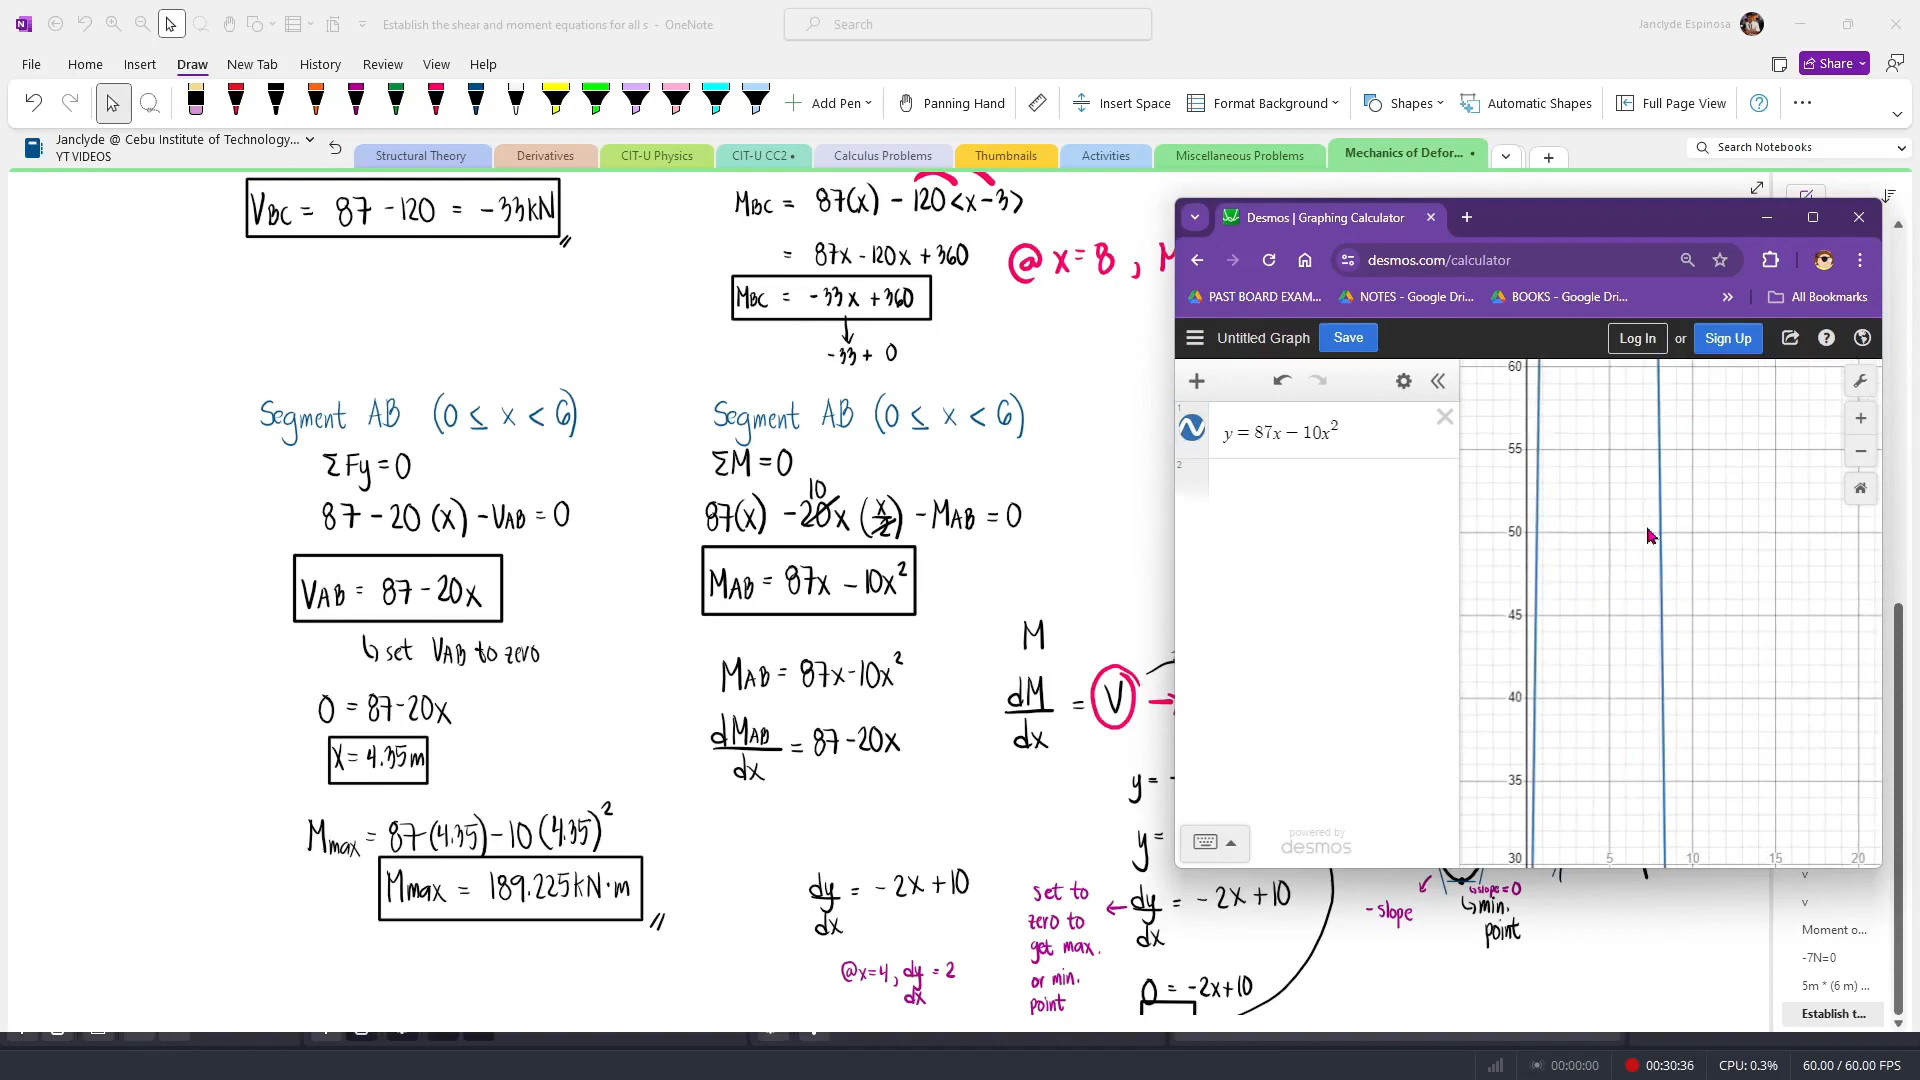 Establish the shear and moment equations for all s - OneNote
Search
Janclyde Espinosa
File Home Insert Draw New Tab History Review View Help
Share
Add Pen Panning Hand Insert Space Format Background Shapes Automatic Shapes Full Page View
Janclyde @ Cebu Institute of Technology...
YT VIDEOS
Structural Theory Derivatives CIT-U Physics CIT-U CC2 • Calculus Problems Thumbnails Activities Miscellaneous Problems Mechanics of Defor... •
Search Notebooks
VBC = 87 - 120 = -33kN
MBC = 87(x) - 120<x-3>
= 87x - 120x + 360
MBC = -33x + 360
-33 + 0
@ x = 8 , M
Segment AB (0 ≤ x < 6)
ΣFy = 0
87 - 20 (x) - VAB = 0
VAB = 87 - 20x
↳ set VAB to zero
0 = 87 - 20x
x = 4.35m
Mmax = 87(4.35) - 10(4.35)²
Mmax = 189.225kN·m
Segment AB (0 ≤ x < 6)
ΣM = 0
10
87(x) - 20x (x/2) - MAB = 0
MAB = 87x - 10x²
MAB = 87x - 10x²
dMAB/dx = 87 - 20x
M
dM/dx = V →
y = -
y =
dy/dx = -2x + 10
@x=4, dy/dx = 2
set to
zero to
get max.
or min.
point
← dy/dx = -2x + 10
0 = -2x + 10
-slope
slope = 0
↳ min.
point
Desmos | Graphing Calculator
desmos.com/calculator
PAST BOARD EXAM... NOTES - Google Dri... BOOKS - Google Dri... All Bookmarks
Untitled Graph Save Log In or Sign Up
1
y = 87x − 10x²
2
powered by
desmos
60
55
50
45
40
35
30
5 10 15 20
v
v
Moment o...
-7N=0
5m * (6 m) ...
Establish t...
00:00:00 00:30:36 CPU: 0.3% 60.00 / 60.00 FPS